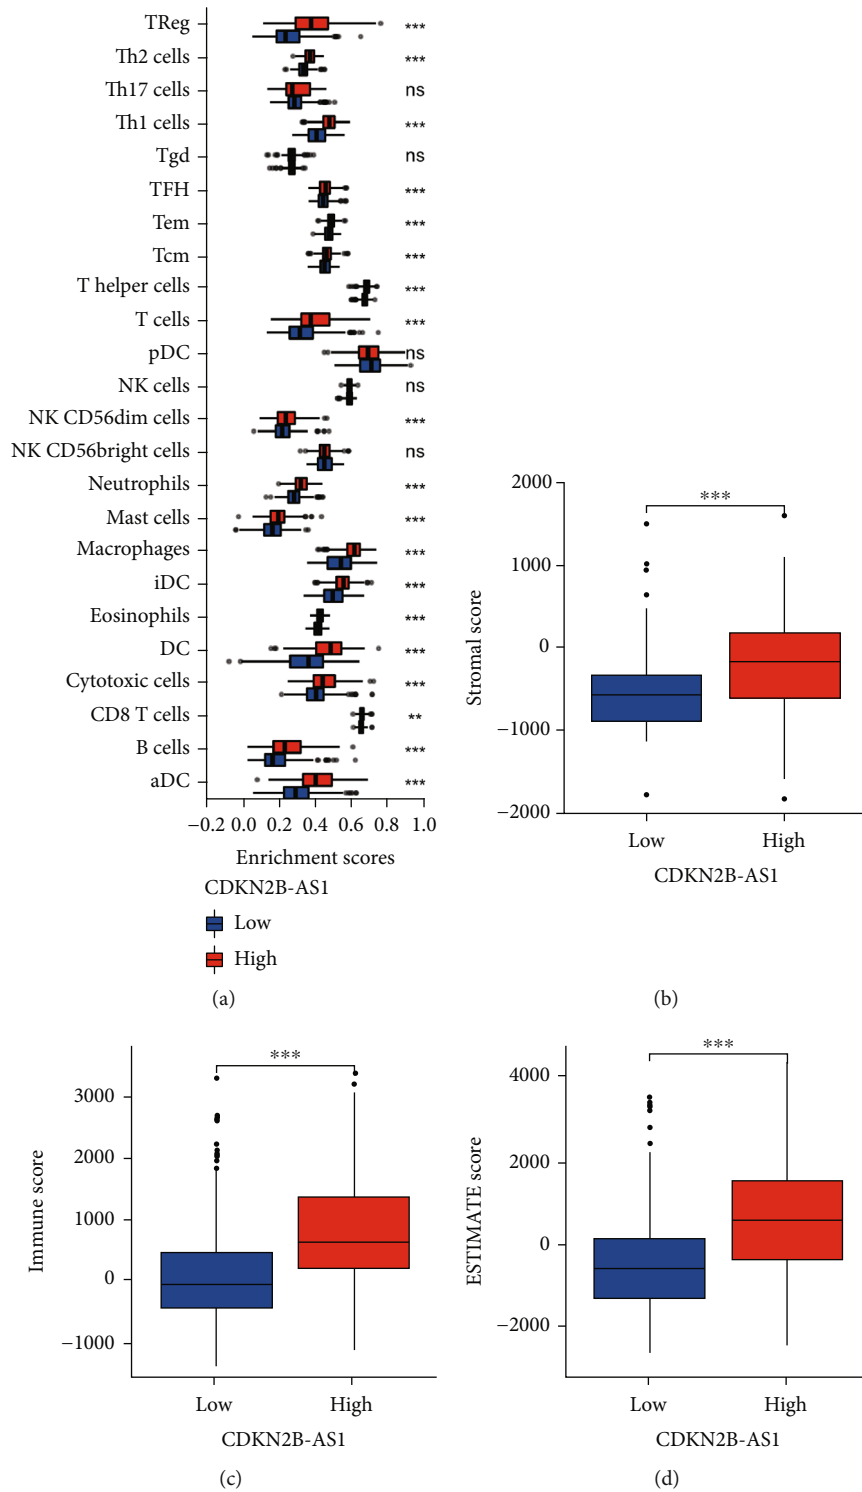 TReg ***
Th2 cells ***
Th17 cells ns
Th1 cells ***
Tgd ns
TFH ***
Tem ***
Tcm ***
T helper cells ***
T cells ***
pDC ns
NK cells ns
NK CD56dim cells ***
NK CD56bright cells ns
Neutrophils ***
Mast cells ***
Macrophages ***
iDC ***
Eosinophils ***
DC ***
Cytotoxic cells ***
CD8 T cells **
B cells ***
aDC ***
−0.2 0.0 0.2 0.4 0.6 0.8 1.0
Enrichment scores
CDKN2B-AS1
Low
High
(a)
2000
1000
0
−1000
−2000
Stromal score
***
Low High
CDKN2B-AS1
(b)
3000
2000
1000
0
−1000
Immune score
***
Low High
CDKN2B-AS1
(c)
4000
2000
0
−2000
ESTIMATE score
***
Low High
CDKN2B-AS1
(d)